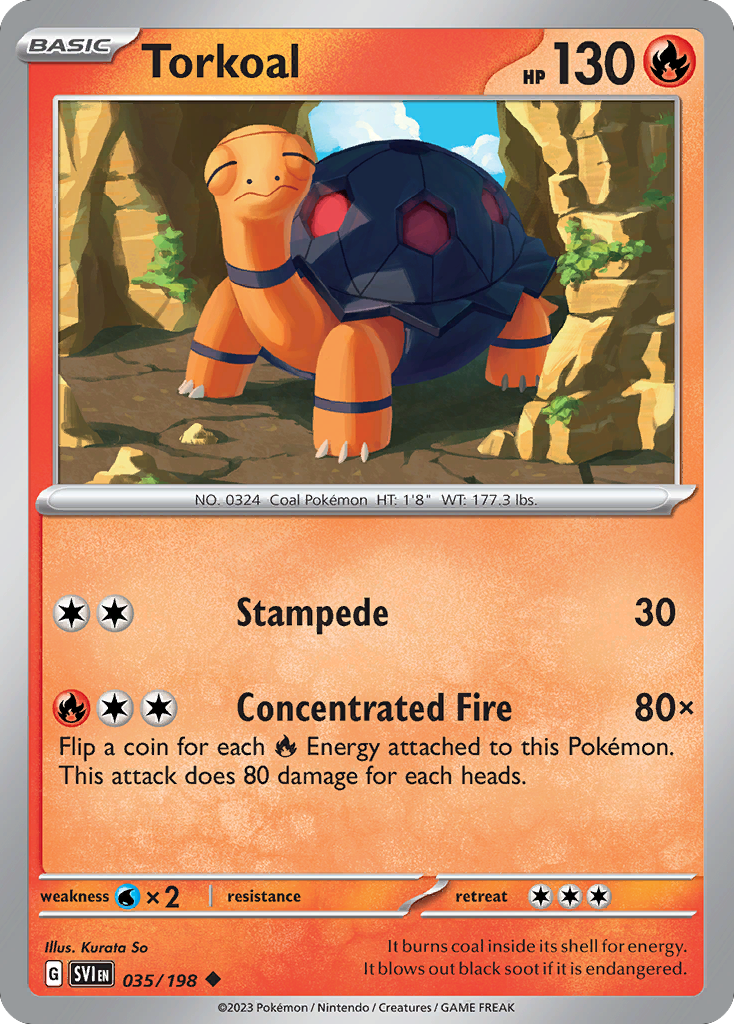 BASIC
Torkoal
HP 130
NO. 0324 Coal Pokémon HT: 1'8" WT: 177.3 lbs.
Stampede 30
Concentrated Fire 80×
Flip a coin for each Energy attached to this Pokémon.
This attack does 80 damage for each heads.
weakness ×2 resistance retreat
Illus. Kurata So
It burns coal inside its shell for energy.
It blows out black soot if it is endangered.
G SVI EN 035/198
©2023 Pokémon / Nintendo / Creatures / GAME FREAK